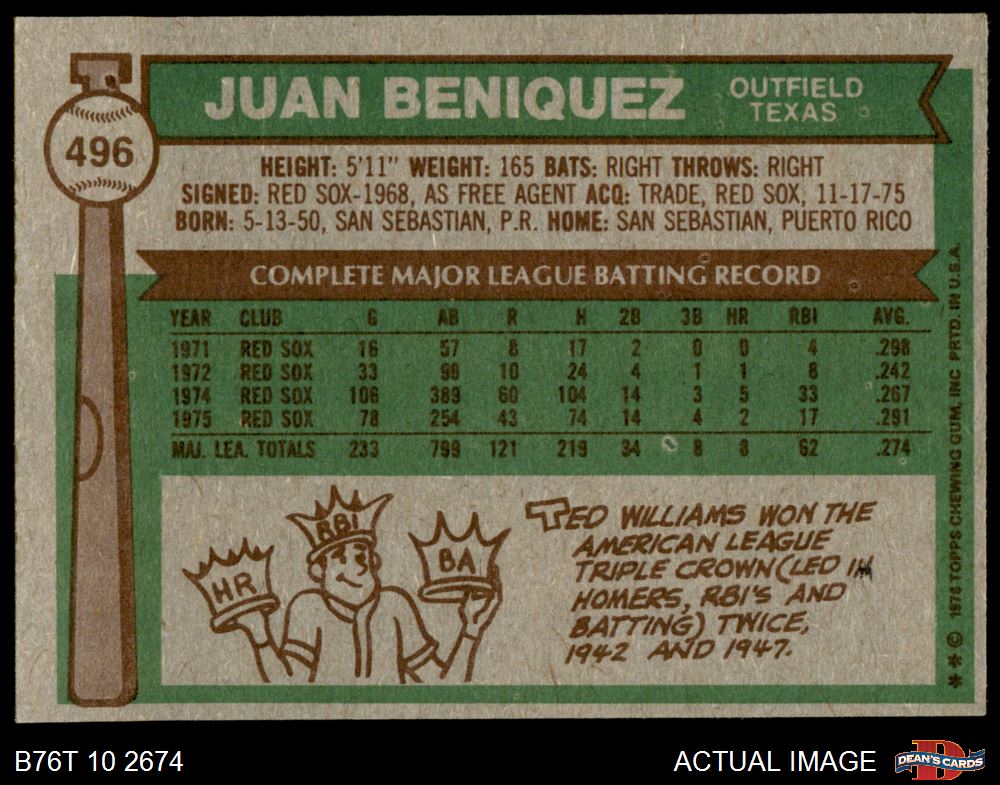 JUAN BENIQUEZ
OUTFIELD
TEXAS
496
HEIGHT: 5'11" WEIGHT: 165 BATS: RIGHT THROWS: RIGHT
SIGNED: RED SOX-1968, AS FREE AGENT ACQ: TRADE, RED SOX, 11-17-75
BORN: 5-13-50, SAN SEBASTIAN, P.R. HOME: SAN SEBASTIAN, PUERTO RICO
COMPLETE MAJOR LEAGUE BATTING RECORD
YEAR CLUB G AB R H 2B 3B HR RBI AVG.
1971 RED SOX 16 57 8 17 2 0 0 4 .298
1972 RED SOX 33 99 10 24 4 1 1 8 .242
1974 RED SOX 106 389 60 104 14 3 5 33 .267
1975 RED SOX 78 254 43 74 14 4 2 17 .291
MAJ. LEA. TOTALS 233 799 121 219 34 8 8 62 .274
HR
RBI
BA
TED WILLIAMS WON THE
AMERICAN LEAGUE
TRIPLE CROWN (LED IN
HOMERS, RBI'S AND
BATTING) TWICE,
1942 AND 1947.
** © 1976 TOPPS CHEWING GUM, INC PRTD. IN U.S.A.
B76T 10 2674
ACTUAL IMAGE
D
DEAN'S CARDS